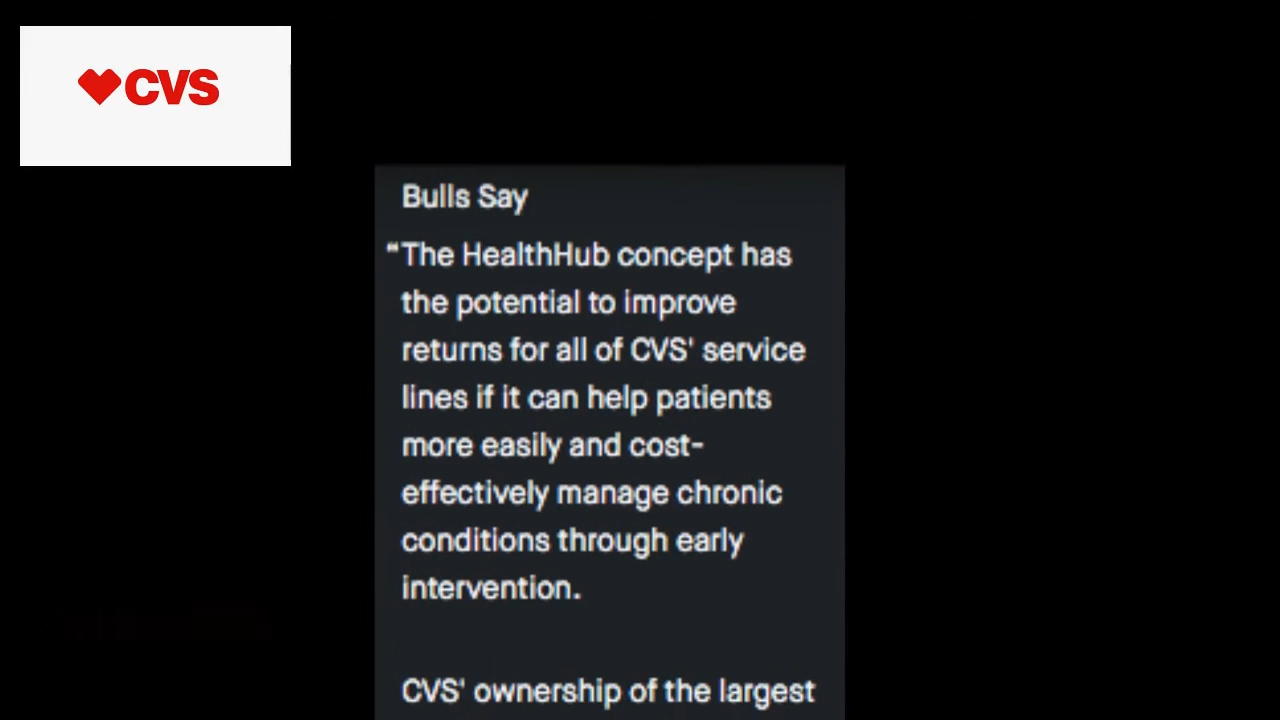 CVS
Bulls Say
"The HealthHub concept has
the potential to improve
returns for all of CVS' service
lines if it can help patients
more easily and cost-
effectively manage chronic
conditions through early
intervention.
CVS' ownership of the largest